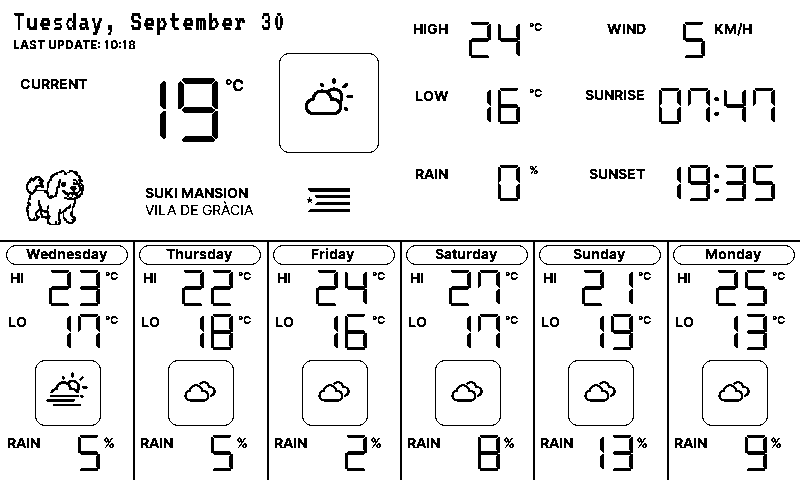 Tuesday, September 30
LAST UPDATE: 10:18
CURRENT 19 °C
SUKI MANSION
VILA DE GRÀCIA
HIGH 24 °C
LOW 16 °C
RAIN 0 %
WIND 5 KM/H
SUNRISE 07:47
SUNSET 19:35
Wednesday
HI 23 °C
LO 17 °C
RAIN 5 %
Thursday
HI 22 °C
LO 18 °C
RAIN 5 %
Friday
HI 24 °C
LO 16 °C
RAIN 2 %
Saturday
HI 27 °C
LO 17 °C
RAIN 8 %
Sunday
HI 21 °C
LO 19 °C
RAIN 13 %
Monday
HI 25 °C
LO 13 °C
RAIN 9 %